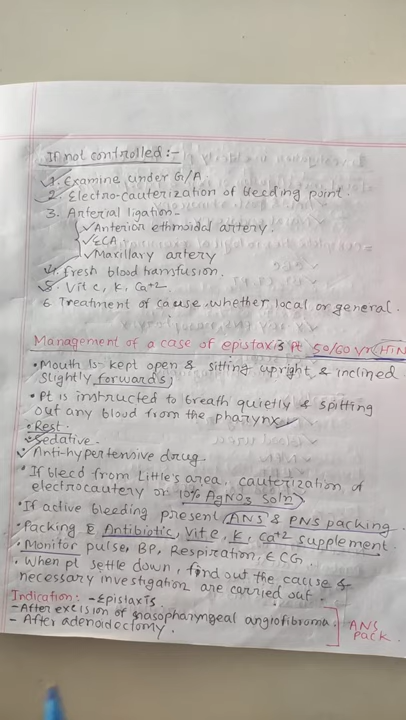 If not controlled :-
1. Examine under G/A.
2. Electro-cauterization of bleeding point.
3. Arterial ligation -
Anterior ethmoidal artery.
ECA
Maxillary artery
4. Fresh blood transfusion.
5. Vit c, K, Ca+2.
6. Treatment of cause, whether local or general.
Management of a case of epistaxis Pt 50/60 Yr HTN
• Mouth is kept open & sitting upright & inclined
slightly forwards;
• Pt is instructed to breath quietly & spitting
out any blood from the pharynx
• Rest.
• Sedative-
• Anti-hypertensive drug.
• If bleed from Little's area, cauterization of
electrocautery or 10% AgNO3 soln
• If active bleeding present ANS & PNS packing
• Packing & Antibiotic, Vit c, K, Ca+2 supplement.
• Monitor pulse, BP, Respiration, ECG.
• When pt settle down, find out the cause &
necessary investigation are carried out.
Indication: - Epistaxis
- After excision of nasopharyngeal angiofibroma.
- After adenoidectomy.
ANS
Pack.